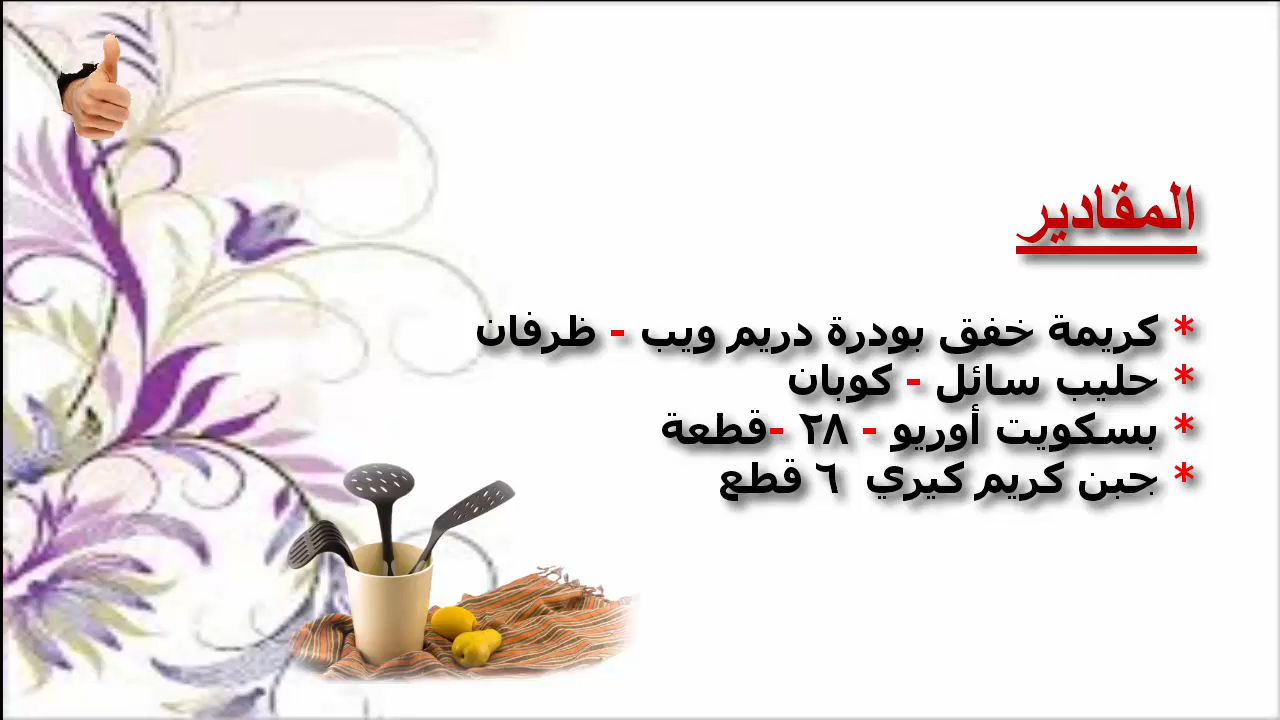 المقادير
* كريمة خفق بودرة دريم ويب - ظرفان
* حليب سائل - كوبان
* بسكويت أوريو - ٢٨ -قطعة
* جبن كريم كيري ٦ قطع